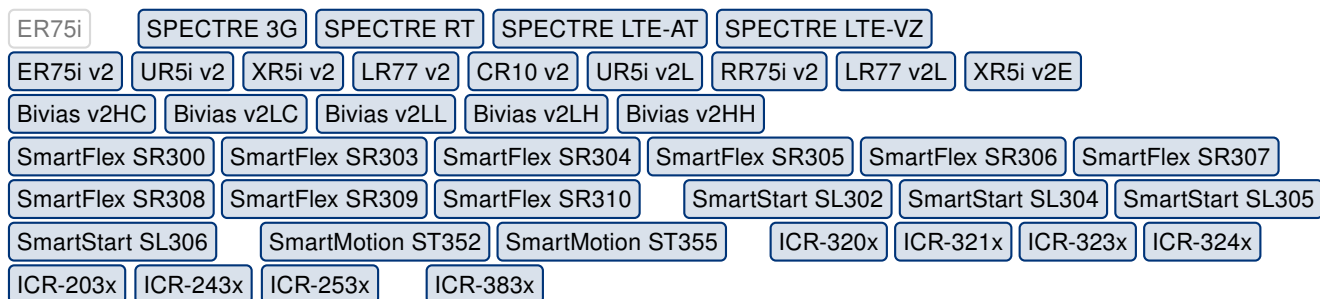 ER75i SPECTRE 3G SPECTRE RT SPECTRE LTE-AT SPECTRE LTE-VZ
ER75i v2 UR5i v2 XR5i v2 LR77 v2 CR10 v2 UR5i v2L RR75i v2 LR77 v2L XR5i v2E
Bivias v2HC Bivias v2LC Bivias v2LL Bivias v2LH Bivias v2HH
SmartFlex SR300 SmartFlex SR303 SmartFlex SR304 SmartFlex SR305 SmartFlex SR306 SmartFlex SR307
SmartFlex SR308 SmartFlex SR309 SmartFlex SR310 SmartStart SL302 SmartStart SL304 SmartStart SL305
SmartStart SL306 SmartMotion ST352 SmartMotion ST355 ICR-320x ICR-321x ICR-323x ICR-324x
ICR-203x ICR-243x ICR-253x ICR-383x